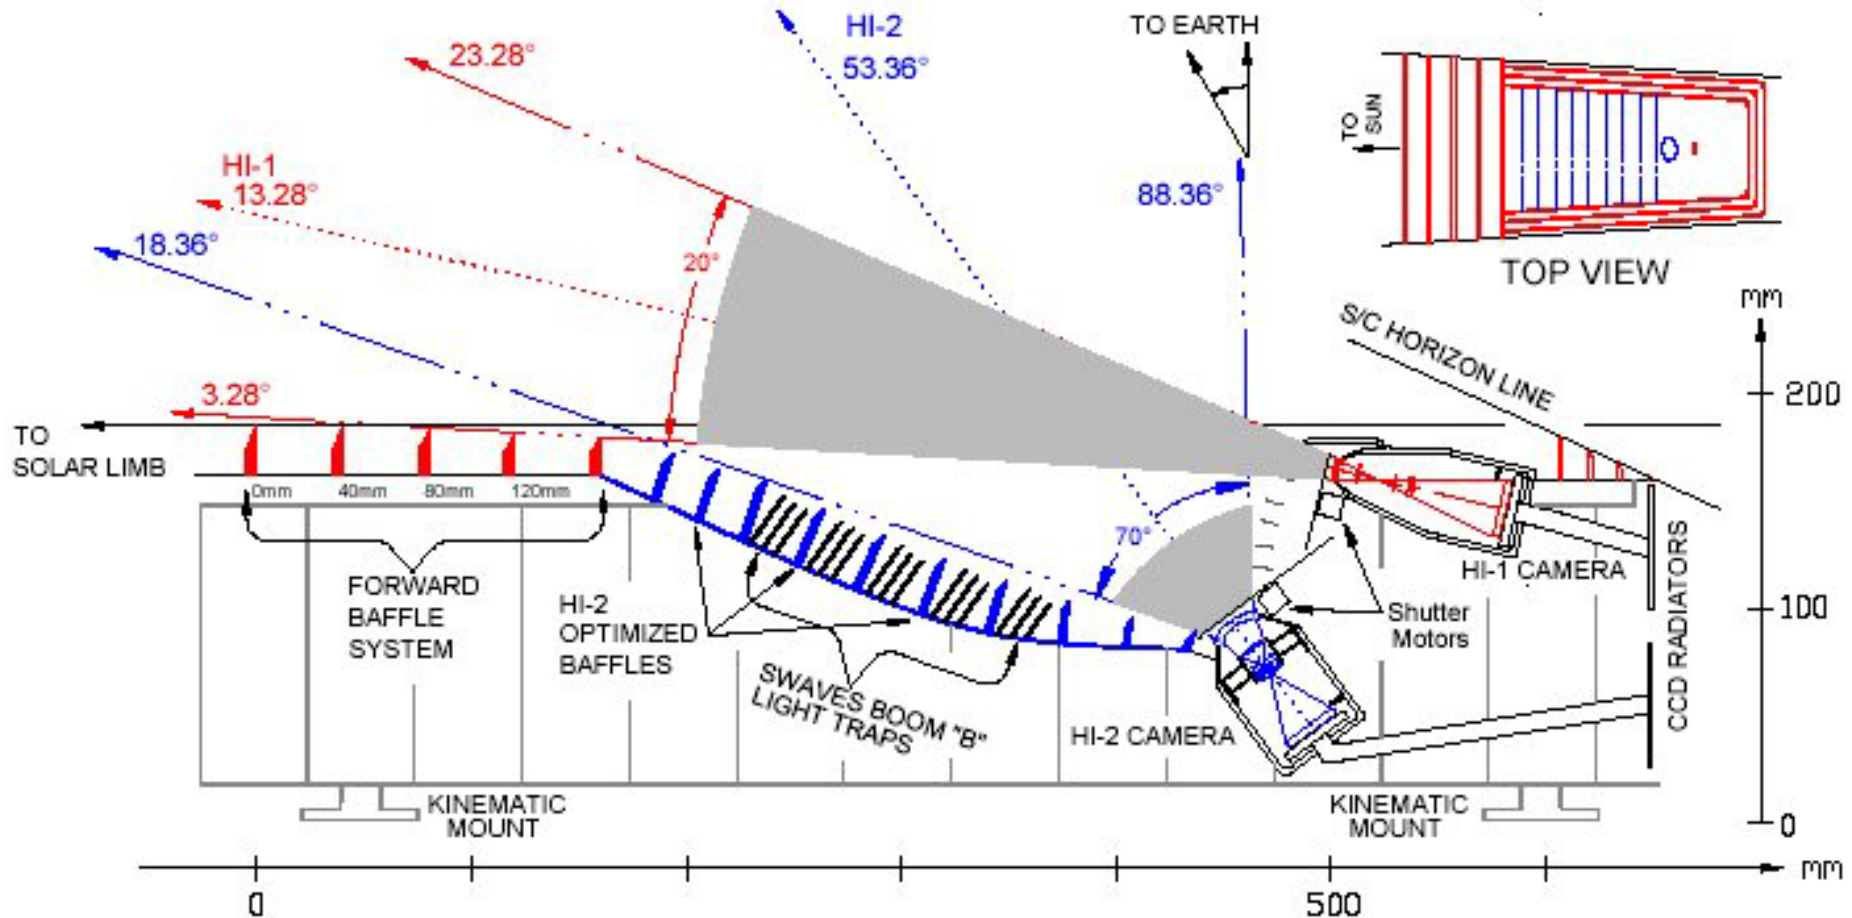 23.28°
HI-2
53.36°
TO EARTH
TO
SUN
HI-1
13.28°
88.36°
18.36°
20°
TOP VIEW
mm
S/C HORIZON LINE
3.28°
200
TO
SOLAR LIMB
0mm
40mm
80mm
120mm
70°
CCD RADIATORS
HI-1 CAMERA
FORWARD
BAFFLE
SYSTEM
HI-2
OPTIMIZED
BAFFLES
Shutter
Motors
100
SWAVES BOOM "B"
LIGHT TRAPS
HI-2 CAMERA
KINEMATIC
MOUNT
KINEMATIC
MOUNT
0
mm
0
500